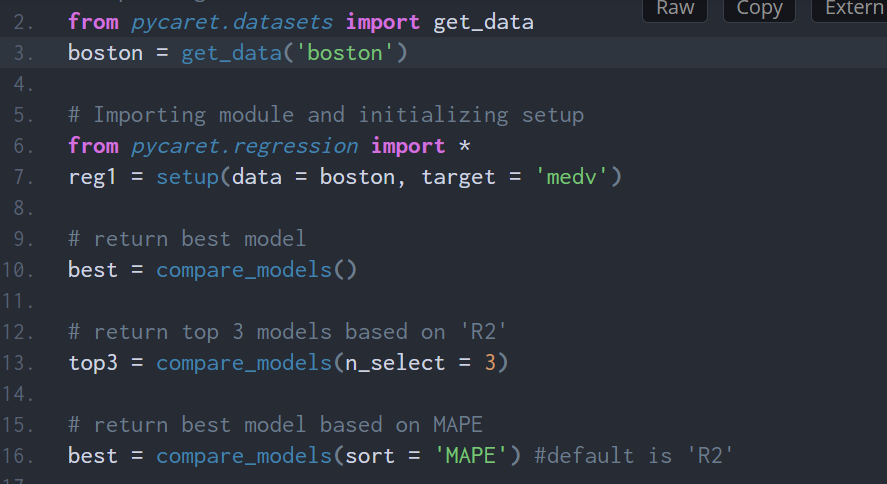 Raw Copy Extern
2. from pycaret.datasets import get_data
3. boston = get_data('boston')
4.
5. # Importing module and initializing setup
6. from pycaret.regression import *
7. reg1 = setup(data = boston, target = 'medv')
8.
9. # return best model
10. best = compare_models()
11.
12. # return top 3 models based on 'R2'
13. top3 = compare_models(n_select = 3)
14.
15. # return best model based on MAPE
16. best = compare_models(sort = 'MAPE') #default is 'R2'